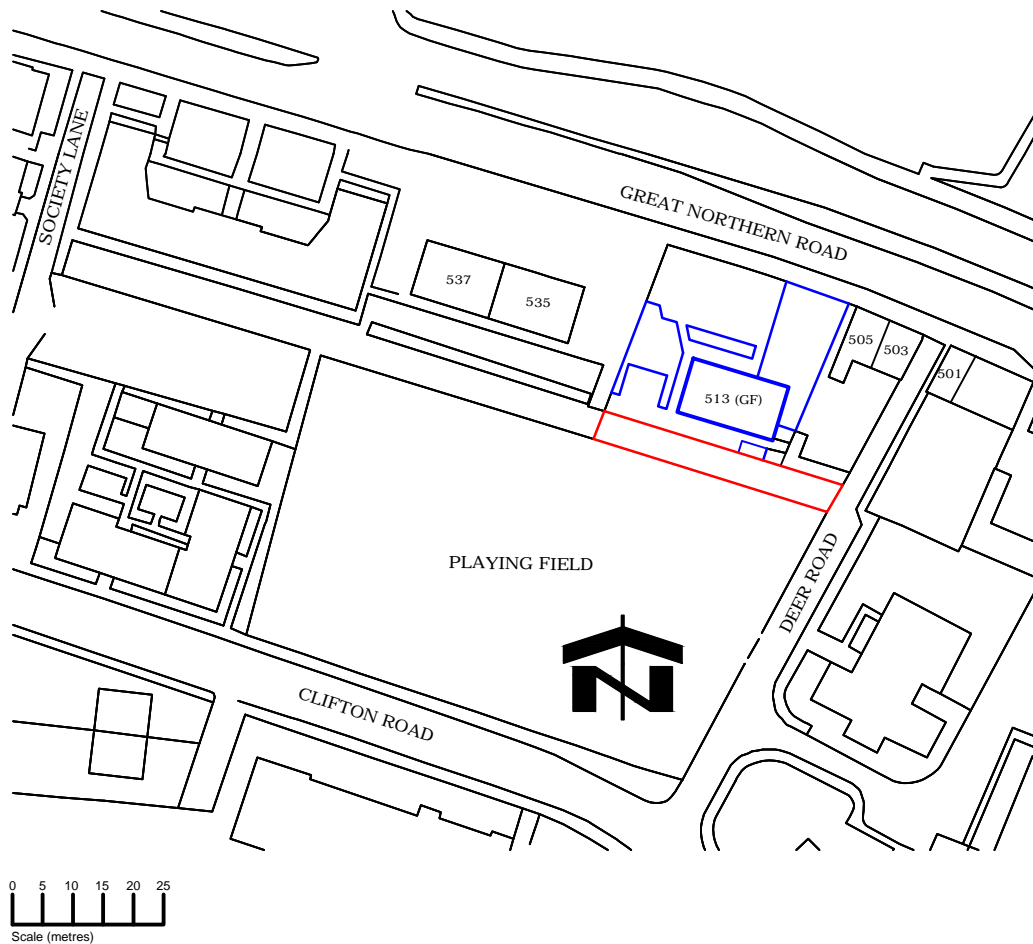 SOCIETY LANE
GREAT NORTHERN ROAD
537
535
505
503
501
513 (GF)
PLAYING FIELD
DEER ROAD
N
CLIFTON ROAD
0 5 10 15 20 25
Scale (metres)